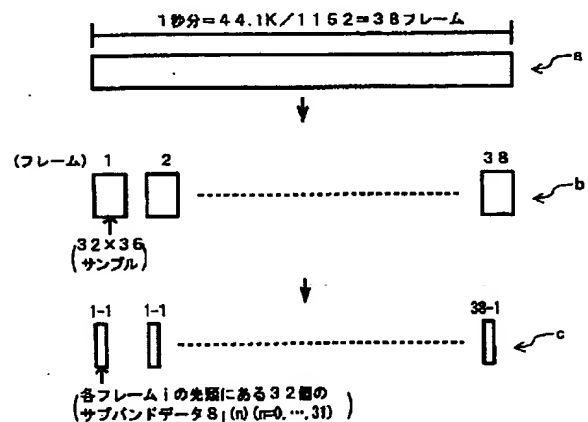 1秒分=44.1K/1152=38フレーム
a
(フレーム) 1 2 38
b
(32×36
サンプル)
1-1 1-1 38-1
c
(各フレームiの先頭にある32個の
サブバンドデータSi(n)(n=0,…,31))